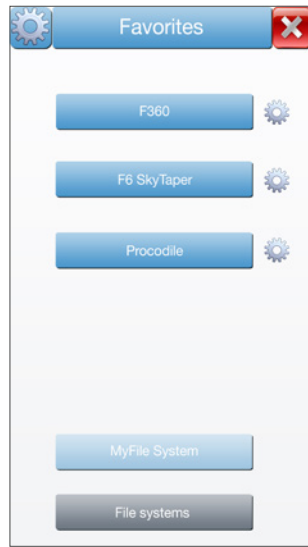 Favorites
F360
F6 SkyTaper
Procodile
MyFile System
File systems